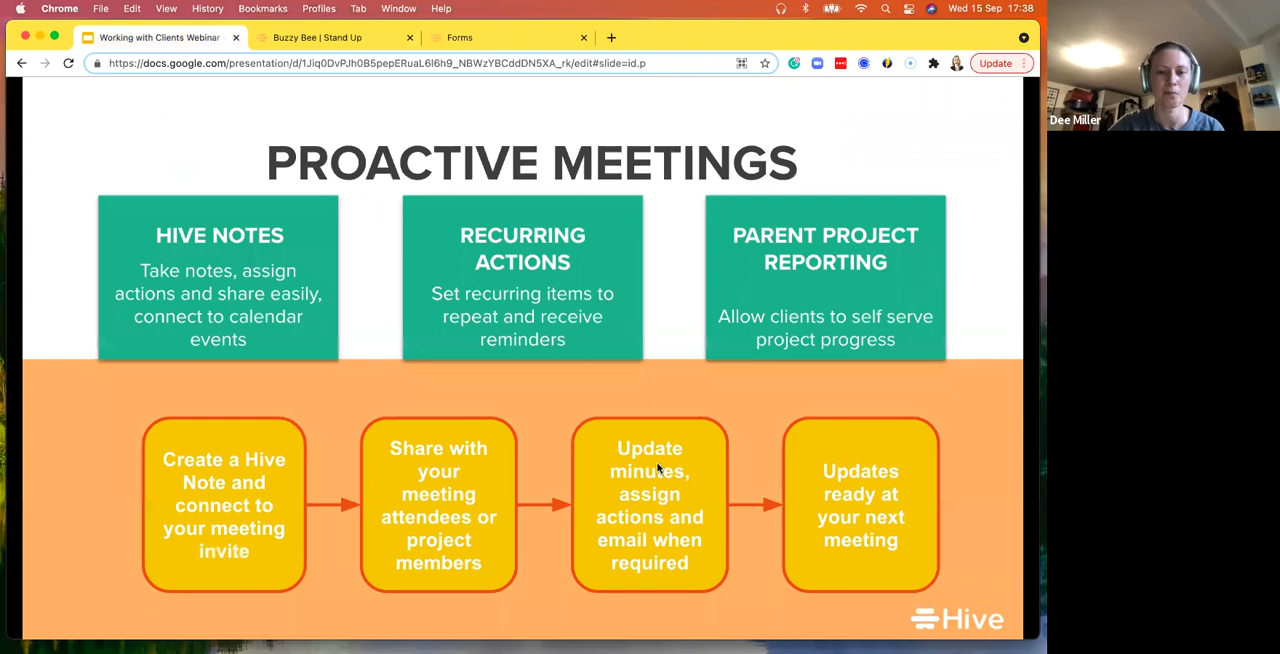 Chrome File Edit View History Bookmarks Profiles Tab Window Help Wed 15 Sep 17:38
Working with Clients Webinar Buzzy Bee | Stand Up Forms
https://docs.google.com/presentation/d/1Jiq0DvPJh0B5pepERuaL6l6h9_NBWzYBCddDN5XA_rk/edit#slide=id.p Update
Dee Miller
PROACTIVE MEETINGS
HIVE NOTES
Take notes, assign
actions and share easily,
connect to calendar
events
RECURRING
ACTIONS
Set recurring items to
repeat and receive
reminders
PARENT PROJECT
REPORTING
Allow clients to self serve
project progress
Create a Hive
Note and
connect to
your meeting
invite
Share with
your
meeting
attendees or
project
members
Update
minutes,
assign
actions and
email when
required
Updates
ready at
your next
meeting
Hive